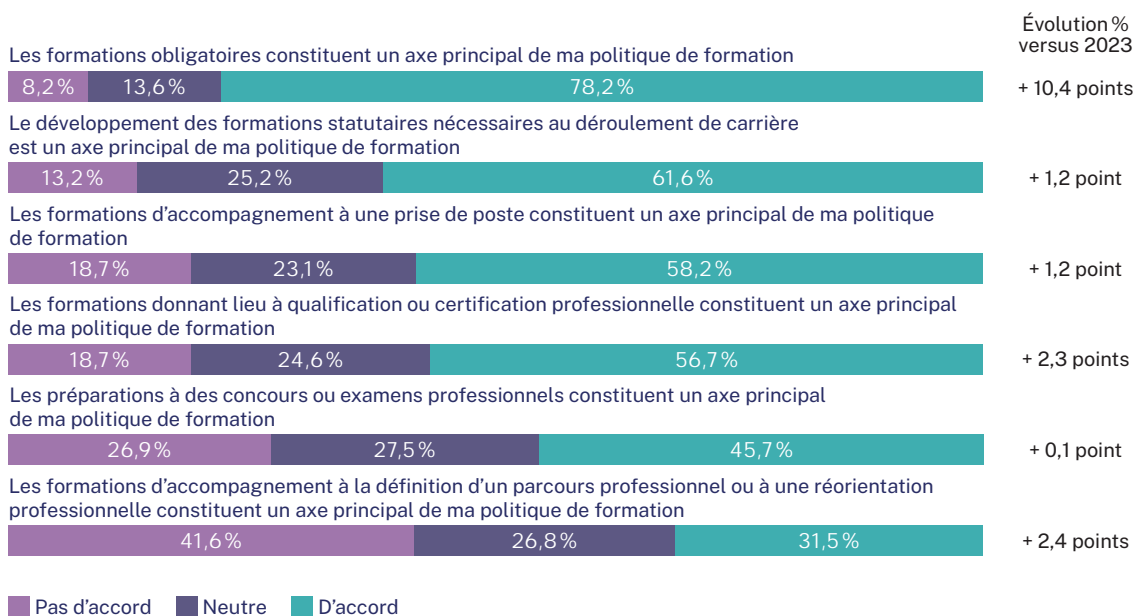 Évolution %
versus 2023
Les formations obligatoires constituent un axe principal de ma politique de formation
8,2 % 13,6 % 78,2 % + 10,4 points
Le développement des formations statutaires nécessaires au déroulement de carrière
est un axe principal de ma politique de formation
13,2 % 25,2 % 61,6 % + 1,2 point
Les formations d’accompagnement à une prise de poste constituent un axe principal de ma politique
de formation
18,7 % 23,1 % 58,2 % + 1,2 point
Les formations donnant lieu à qualification ou certification professionnelle constituent un axe principal
de ma politique de formation
18,7 % 24,6 % 56,7 % + 2,3 points
Les préparations à des concours ou examens professionnels constituent un axe principal
de ma politique de formation
26,9 % 27,5 % 45,7 % + 0,1 point
Les formations d’accompagnement à la définition d’un parcours professionnel ou à une réorientation
professionnelle constituent un axe principal de ma politique de formation
41,6 % 26,8 % 31,5 % + 2,4 points
Pas d’accord Neutre D’accord